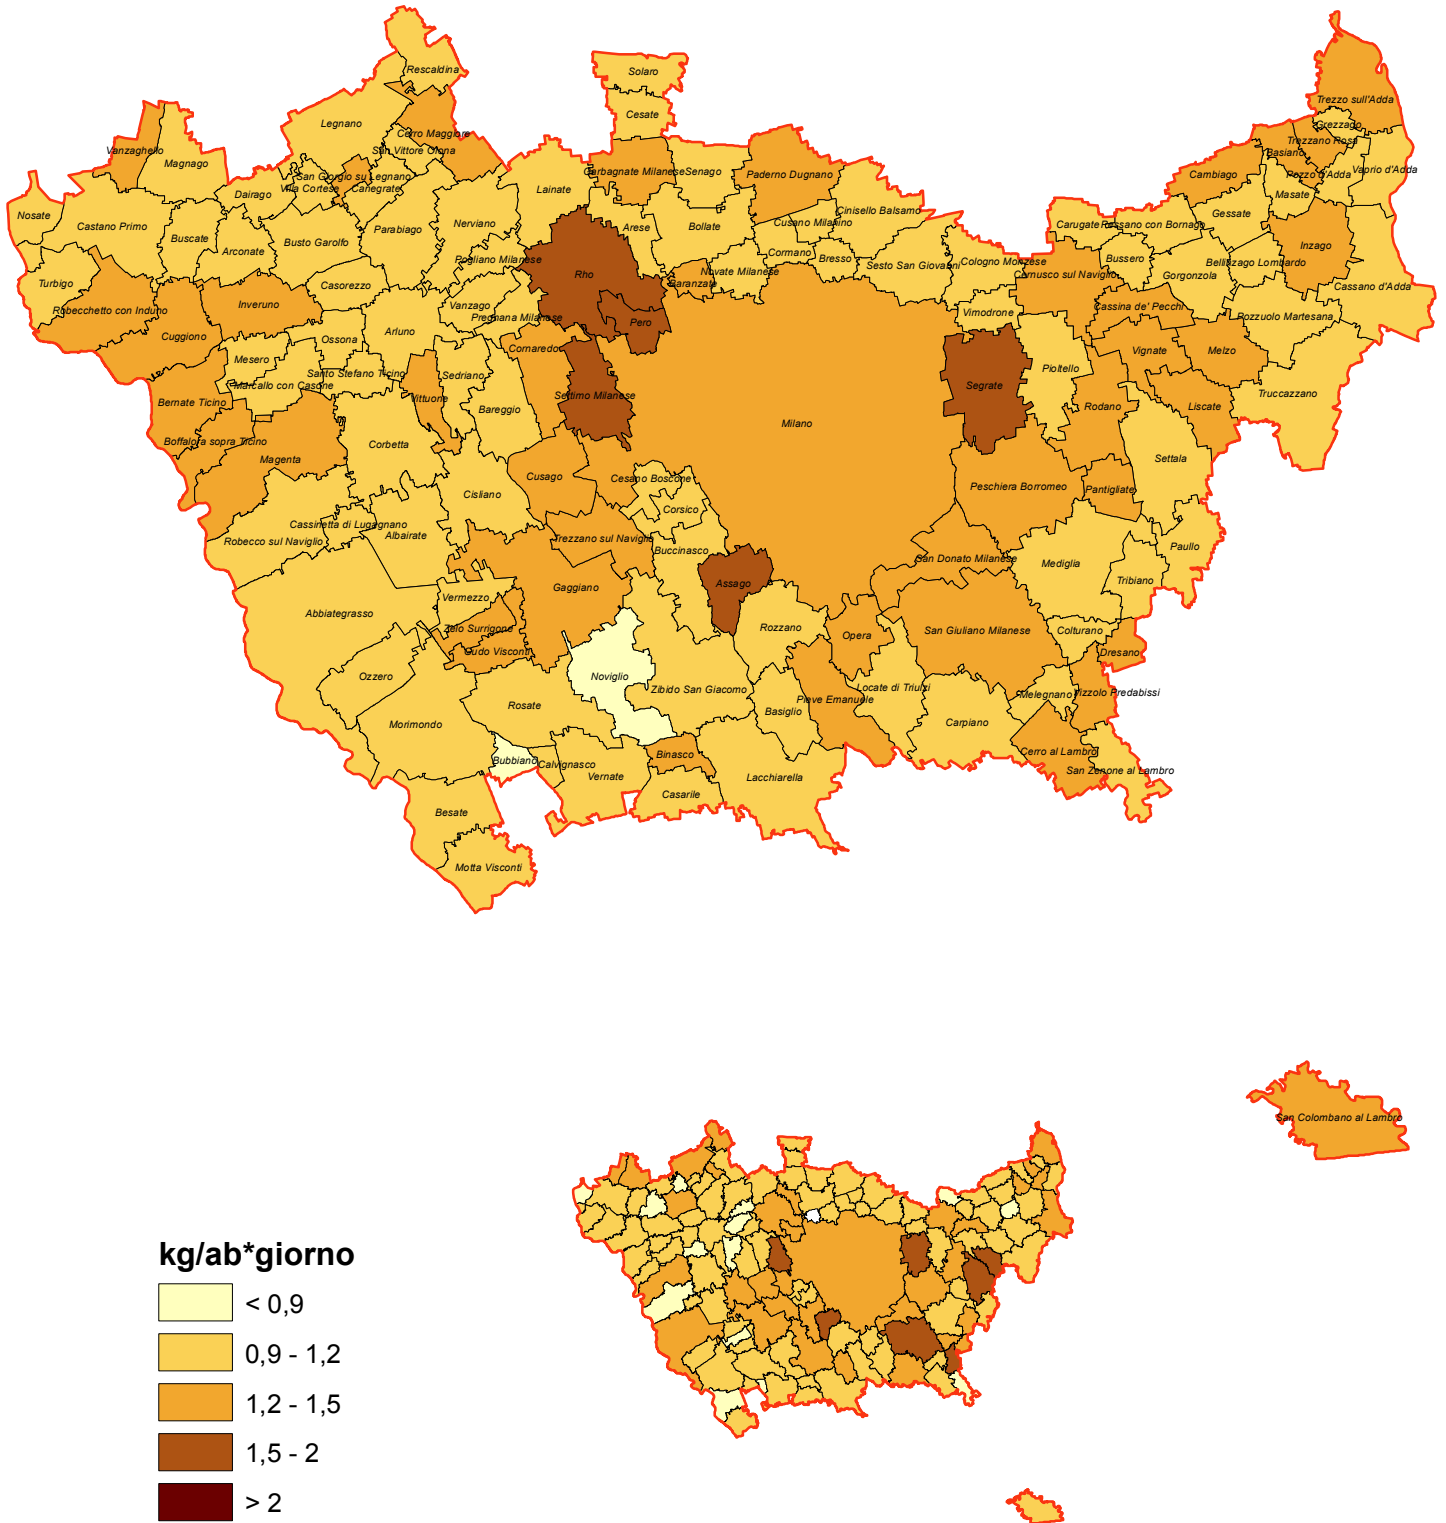 Rescaldina
Solaro
Trezzo sull'Adda
Cesate
Legnano
Cerro Maggiore
Grezzago
Trezzano Rosa
Vanzaghello
San Vittore Olona
Basiano
Magnago
Garbagnate Milanese
Senago
Paderno Dugnano
Cambiago
Pozzo d'Adda
Vaprio d'Adda
San Giorgio su Legnano
Villa Cortese
Canegrate
Lainate
Dairago
Masate
Nosate
Castano Primo
Cinisello Balsamo
Gessate
Buscate
Arconate
Busto Garolfo
Parabiago
Nerviano
Arese
Bollate
Cusano Milanino
Carugate
Pessano con Bornago
Inzago
Cormano
Bresso
Sesto San Giovanni
Cologno Monzese
Bussero
Bellinzago Lombardo
Pogliano Milanese
Rho
Novate Milanese
Cernusco sul Naviglio
Gorgonzola
Turbigo
Casorezzo
Baranzate
Cassano d'Adda
Robecchetto con Induno
Inveruno
Vanzago
Pregnana Milanese
Pero
Vimodrone
Cassina de' Pecchi
Pozzuolo Martesana
Cuggiono
Ossona
Arluno
Cornaredo
Vignate
Melzo
Mesero
Santo Stefano Ticino
Sedriano
Pioltello
Marcallo con Casone
Segrate
Bernate Ticino
Vittuone
Bareggio
Settimo Milanese
Rodano
Liscate
Truccazzano
Milano
Boffalora sopra Ticino
Corbetta
Magenta
Settala
Cusago
Cesano Boscone
Peschiera Borromeo
Pantigliate
Cisliano
Corsico
Cassinetta di Lugagnano
Robecco sul Naviglio
Albairate
Trezzano sul Naviglio
Buccinasco
Paullo
San Donato Milanese
Mediglia
Assago
Tribiano
Gaggiano
Vermezzo
Abbiategrasso
Zelo Surrigone
Rozzano
Opera
San Giuliano Milanese
Colturano
Gudo Visconti
Dresano
Ozzero
Noviglio
Zibido San Giacomo
Locate di Triulzi
Melegnano
Vizzolo Predabissi
Pieve Emanuele
Rosate
Basiglio
Morimondo
Carpiano
Binasco
Cerro al Lambro
Bubbiano
Calvignasco
Vernate
Lacchiarella
San Zenone al Lambro
Casarile
Besate
Motta Visconti
San Colombano al Lambro
kg/ab*giorno
< 0,9
0,9 - 1,2
1,2 - 1,5
1,5 - 2
> 2